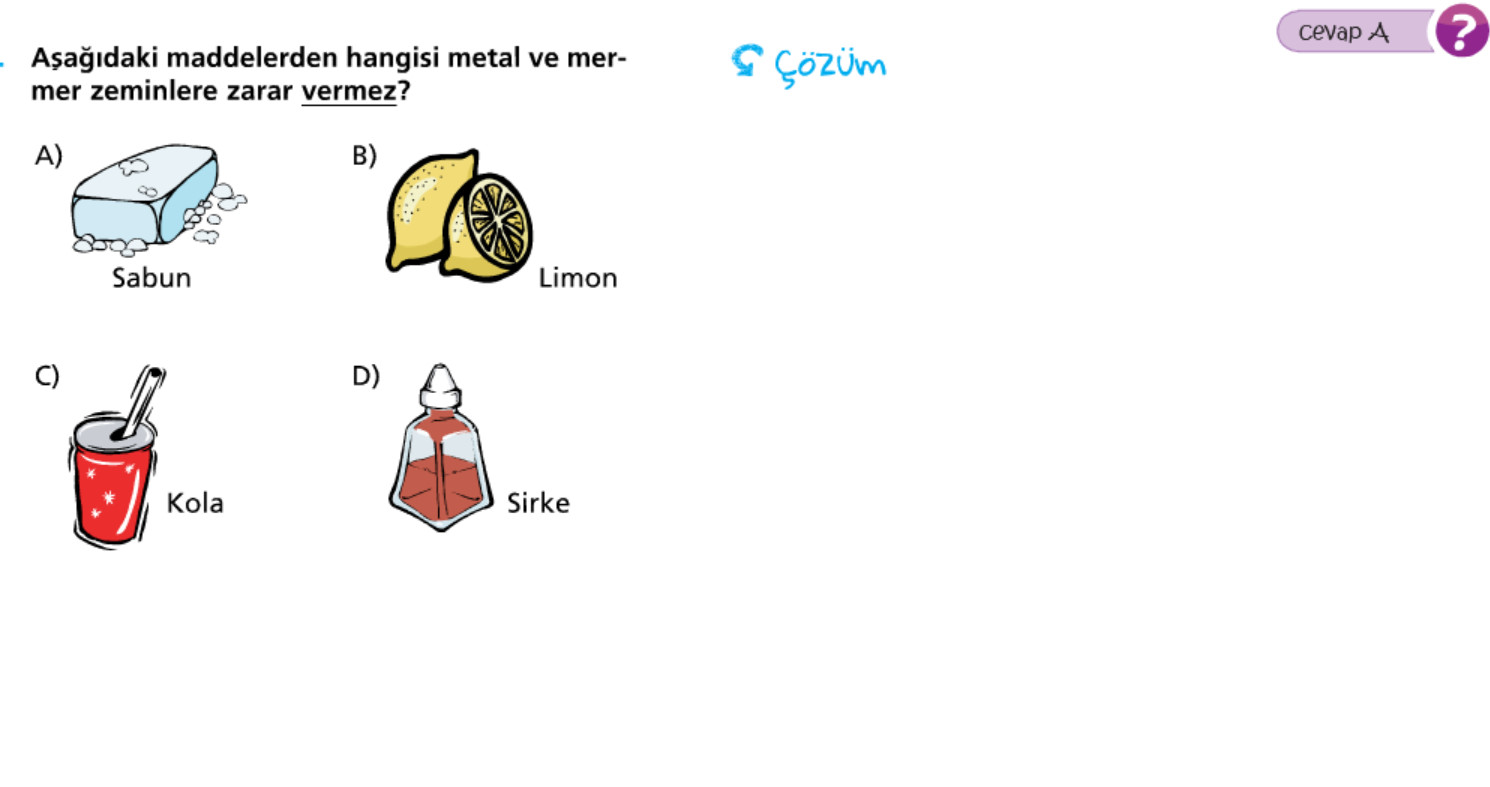 Aşağıdaki maddelerden hangisi metal ve mer-
mer zeminlere zarar vermez?
A)
Sabun
B)
Limon
C)
Kola
D)
Sirke
Çözüm
Cevap A
?